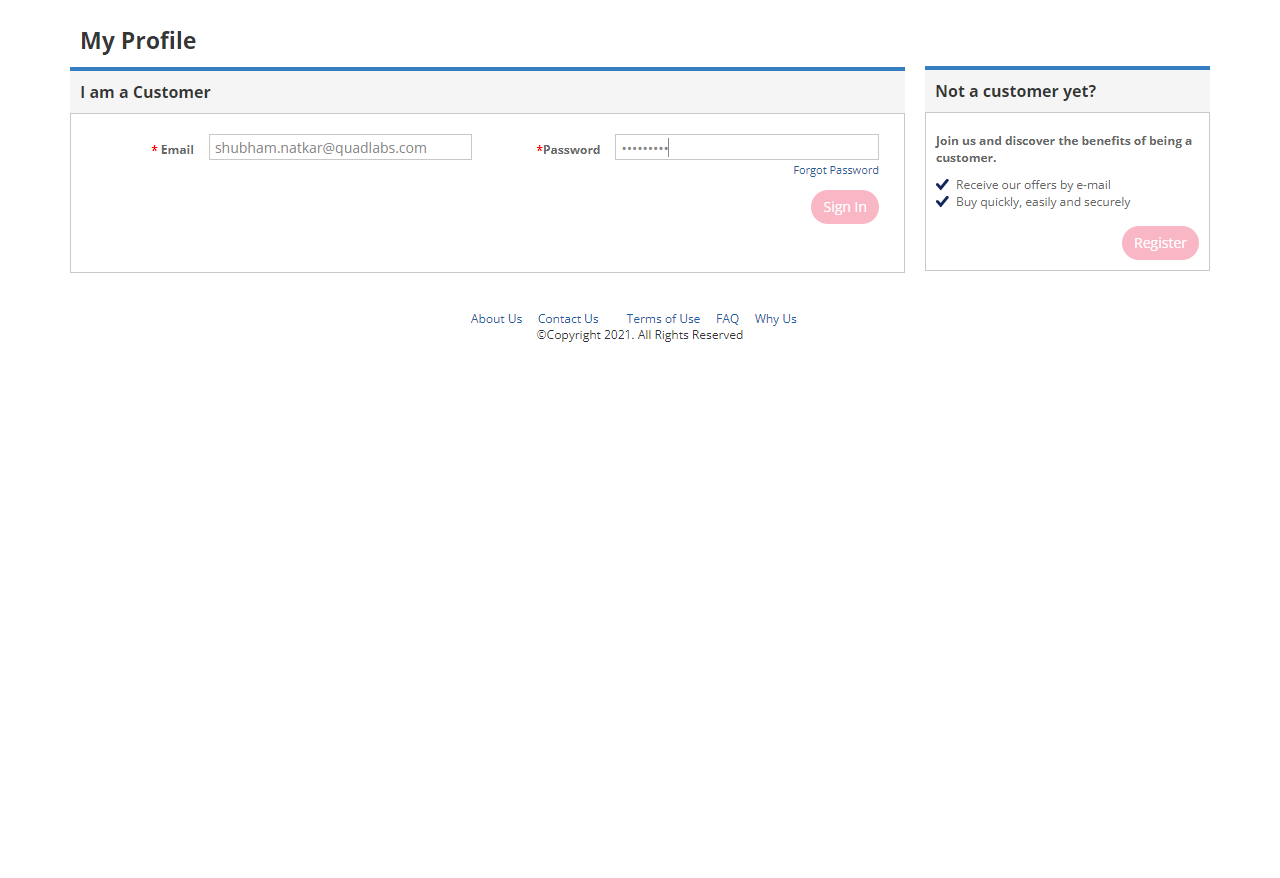 My Profile
I am a Customer
* Email
shubham.natkar@quadlabs.com
*Password
•••••••••
Forgot Password
Sign In
Not a customer yet?
Join us and discover the benefits of being a
customer.
Receive our offers by e-mail
Buy quickly, easily and securely
Register
About Us Contact Us Terms of Use FAQ Why Us
©Copyright 2021. All Rights Reserved